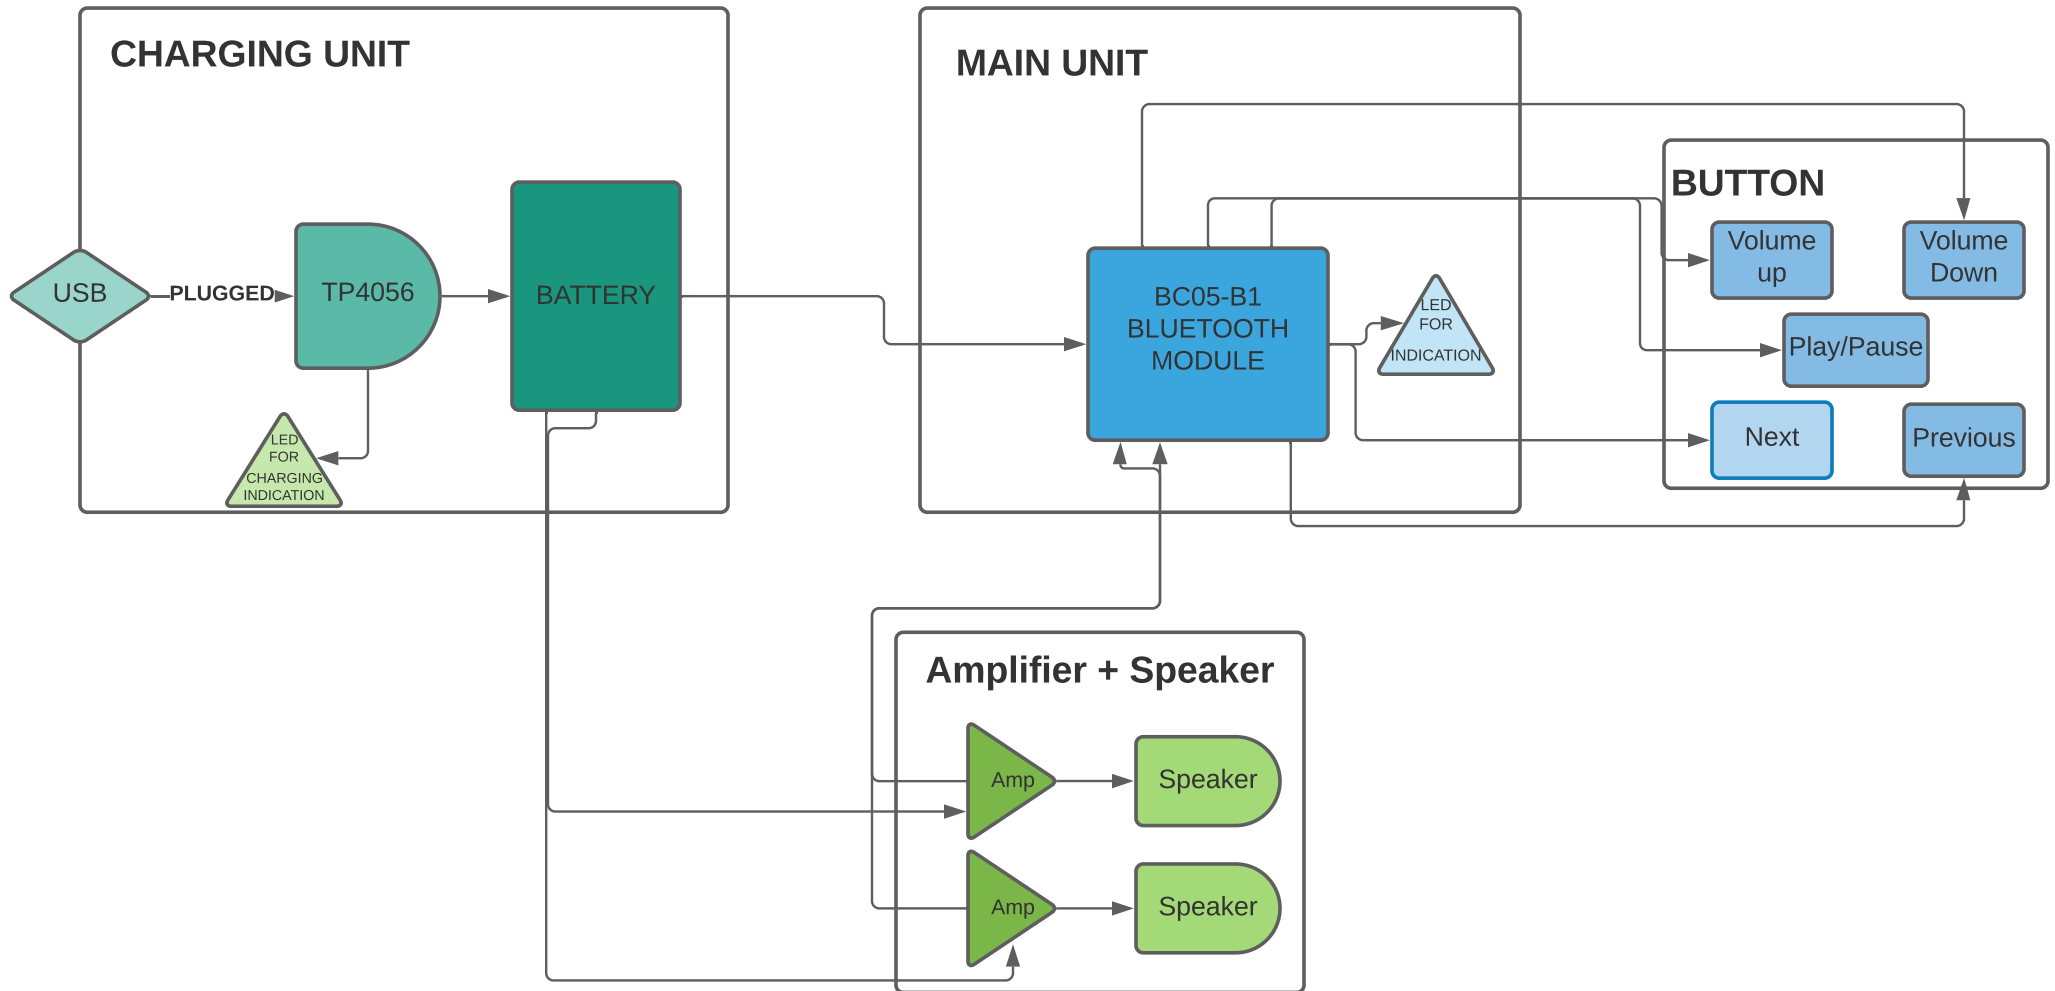 CHARGING UNIT
USB
PLUGGED
TP4056
BATTERY
LED
FOR
CHARGING
INDICATION
MAIN UNIT
BC05-B1
BLUETOOTH
MODULE
LED
FOR
INDICATION
BUTTON
Volume
up
Volume
Down
Play/Pause
Next
Previous
Amplifier + Speaker
Amp
Speaker
Amp
Speaker